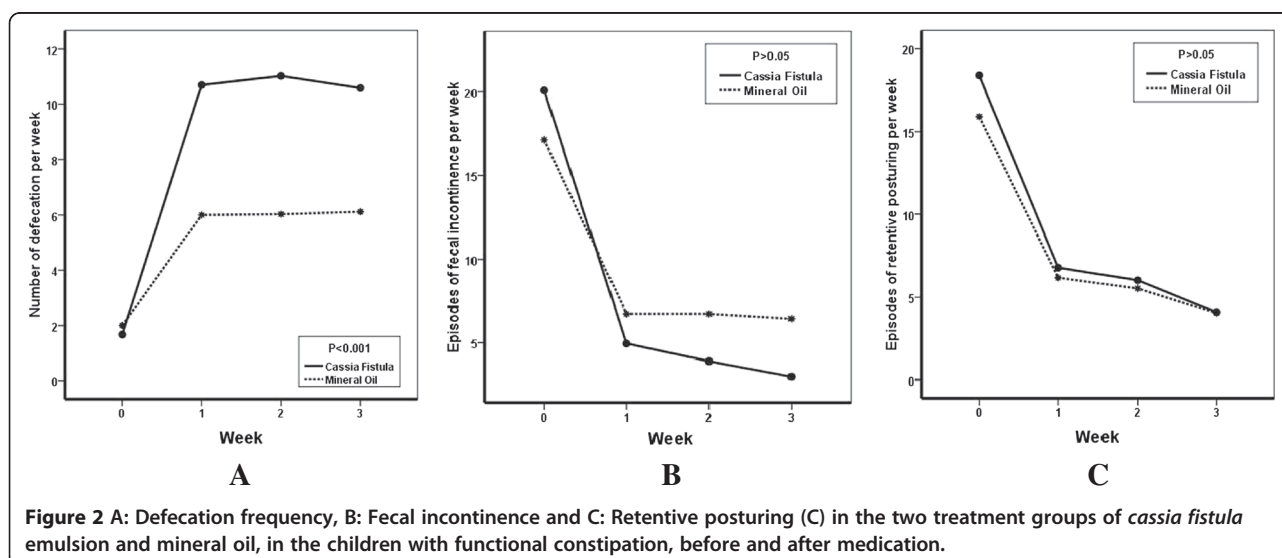 12
10
8
6
4
2
0
Number of defecation per week
P<0.001
Cassia Fistula
Mineral Oil
0 1 2 3
Week
A
20
15
10
5
Episodes of fecal incontinence per week
P>0.05
Cassia Fistula
Mineral Oil
0 1 2 3
Week
B
20
15
10
5
0
Episodes of retentive posturing per week
P>0.05
Cassia Fistula
Mineral Oil
0 1 2 3
Week
C
Figure 2 A: Defecation frequency, B: Fecal incontinence and C: Retentive posturing (C) in the two treatment groups of cassia fistula
emulsion and mineral oil, in the children with functional constipation, before and after medication.